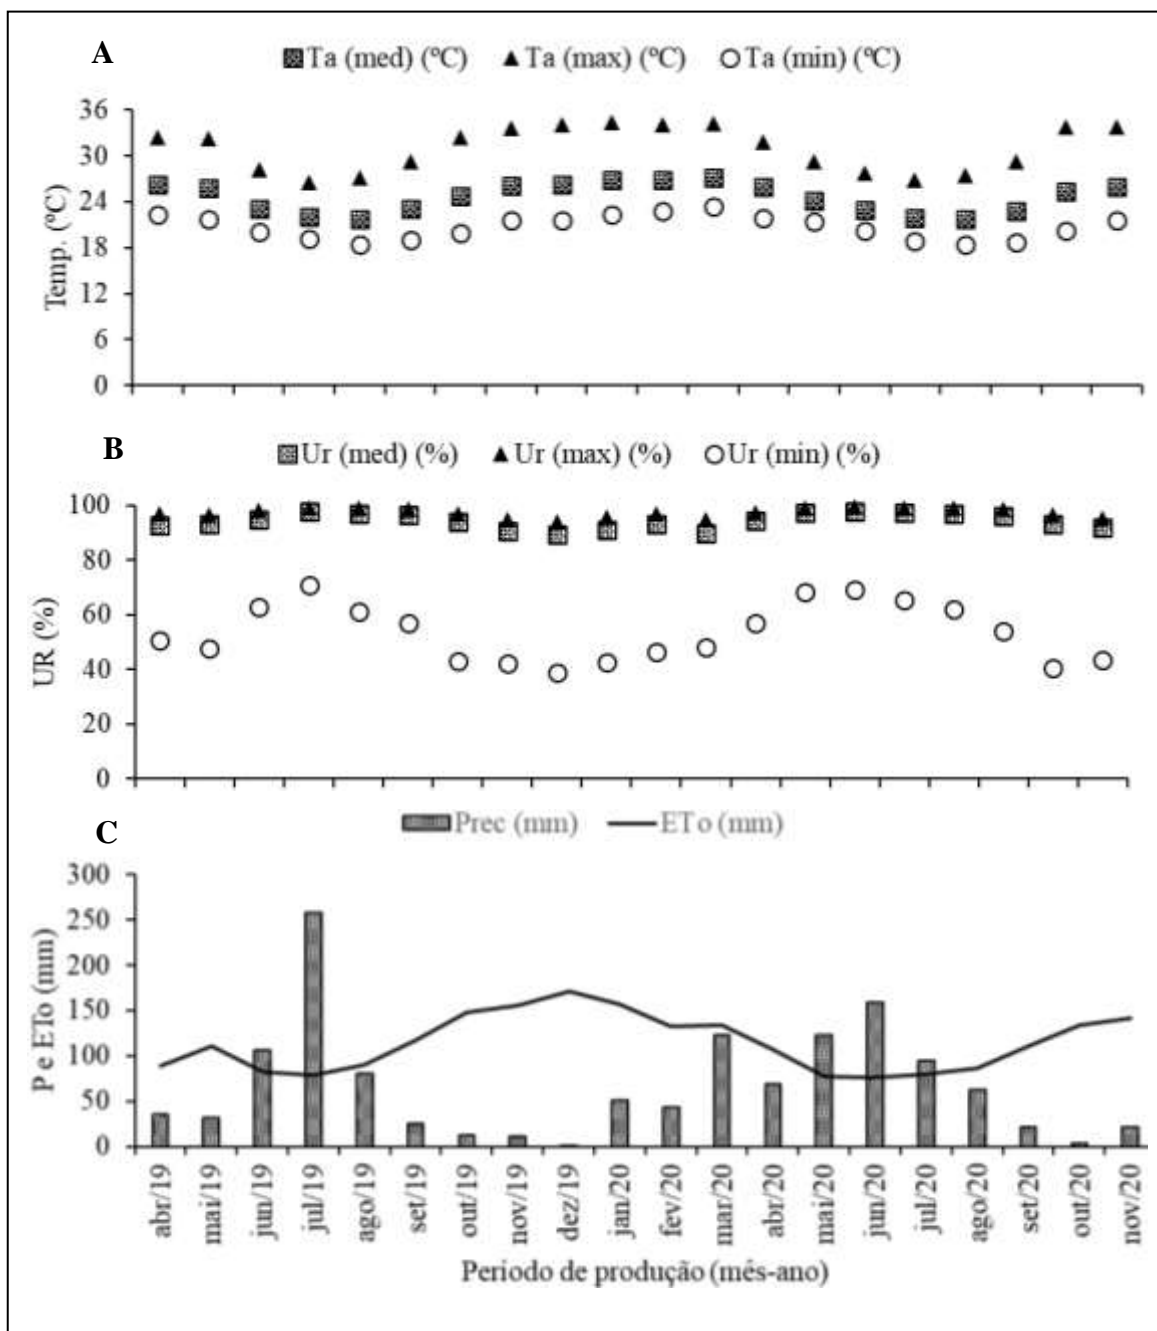 A
Ta (med) (ºC) Ta (max) (ºC) Ta (min) (ºC)
Temp. (ºC)
36
30
24
18
12
6
0
B
Ur (med) (%) Ur (max) (%) Ur (min) (%)
UR (%)
100
80
60
40
20
0
C
Prec (mm) ETo (mm)
P e ETo (mm)
300
250
200
150
100
50
0
abr/19 mai/19 jun/19 jul/19 ago/19 set/19 out/19 nov/19 dez/19 jan/20 fev/20 mar/20 abr/20 mai/20 jun/20 jul/20 ago/20 set/20 out/20 nov/20
Periodo de produção (mês-ano)